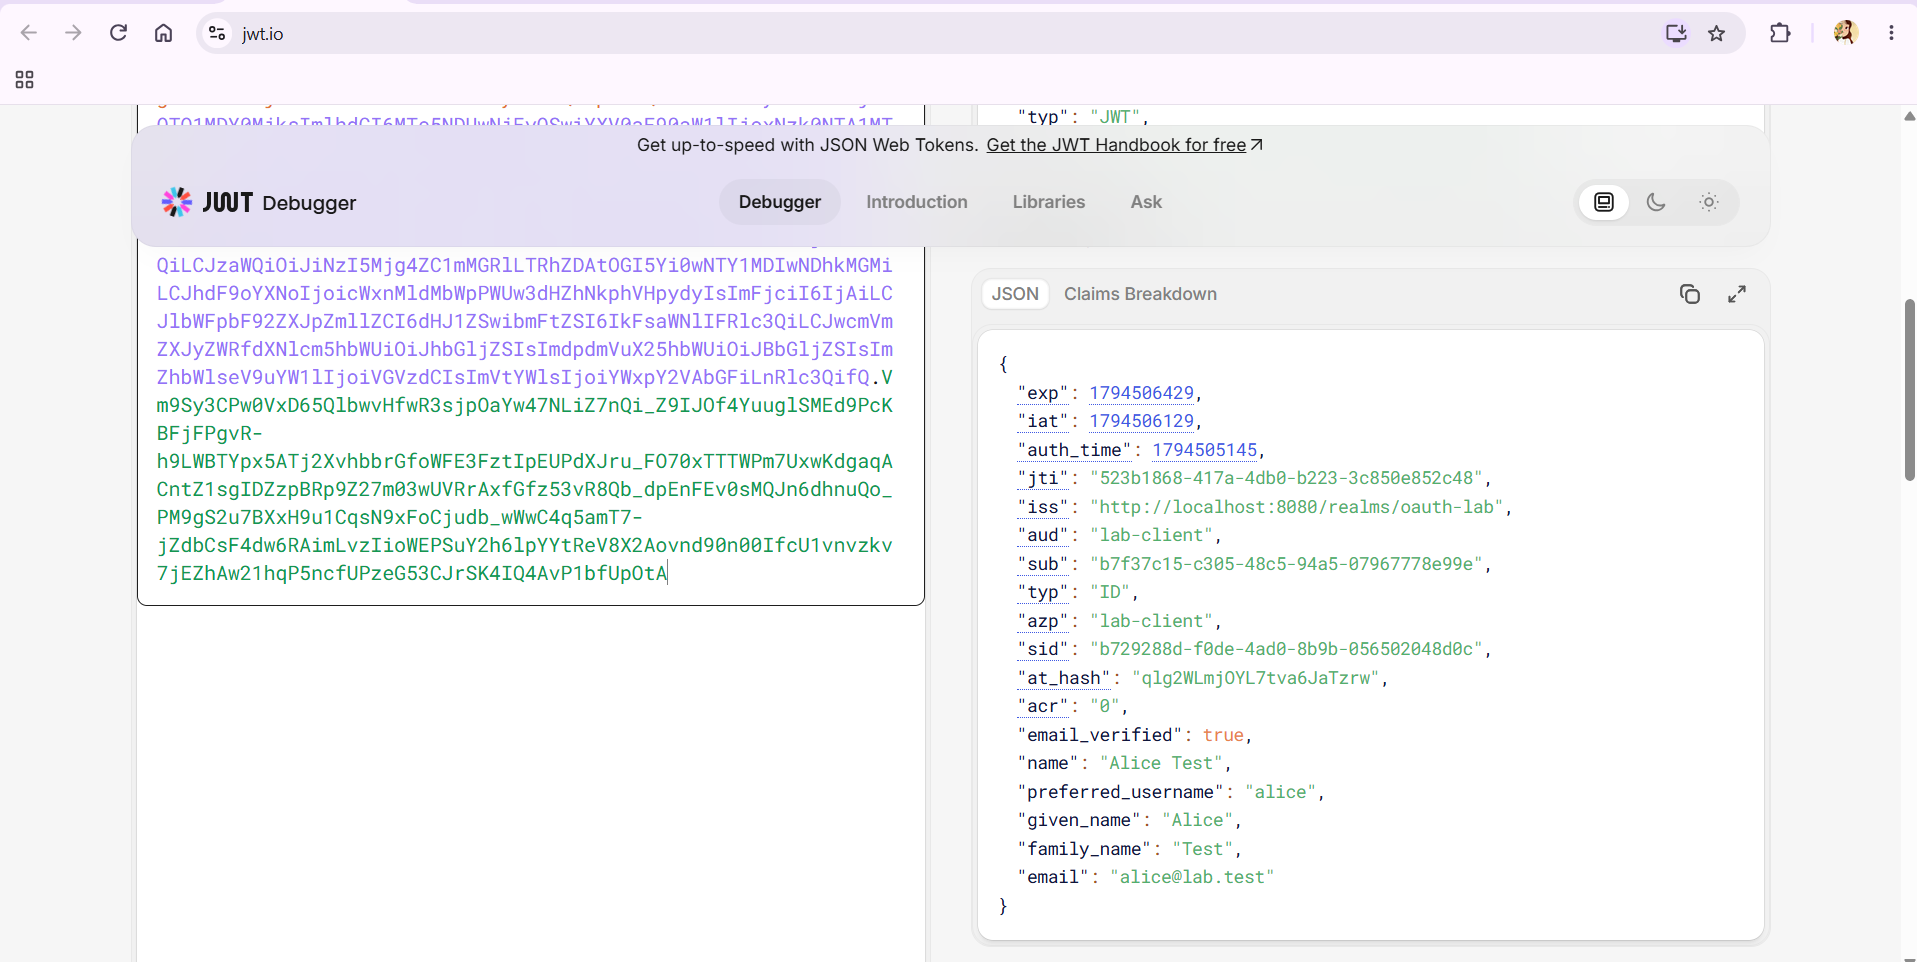 jwt.io
Get up-to-speed with JSON Web Tokens. Get the JWT Handbook for free
JWT Debugger
Debugger
Introduction
Libraries
Ask
QiLCJzaWQiOiJiNzI5Mjg4ZC1mMGRlLTRhZDAtOGI5Yi0wNTY1MDIwNDhkMGMi
LCJhdF9oYXNoIjoicWxnMldMbWpPWUw3dHZhNkphVHpydyIsImFjciI6IjAiLC
JlbWFpbF92ZXJpZmllZCI6dHJ1ZSwibmFtZSI6IkFsaWNlIFRlc3QiLCJwcmVm
ZXJyZWRfdXNlcm5hbWUiOiJhbGljZSIsImdpdmVuX25hbWUiOiJBbGljZSIsIm
ZhbWlseV9uYW1lIjoiVGVzdCIsImVtYWlsIjoiYWxpY2VAbGFiLnRlc3QifQ.V
m9Sy3CPw0VxD65QlbwvHfwR3sjpOaYw47NLiZ7nQi_Z9IJOf4YuuglSMEd9PcK
BFjFPgvR-
h9LWBTYpx5ATj2XvhbbrGfoWFE3FztIpEUPdXJru_FO70xTTTWPm7UxwKdgaqA
CntZ1sgIDZzpBRp9Z27m03wUVRrAxfGfz53vR8Qb_dpEnFEv0sMQJn6dhnuQo_
PM9gS2u7BXxH9u1CqsN9xFoCjudb_wWwC4q5amT7-
jZdbCsF4dw6RAimLvzIioWEPSuY2h6lpYYtReV8X2Aovnd90n00IfcU1vnvzkv
7jEZhAw21hqP5ncfUPzeG53CJrSK4IQ4AvP1bfUpOtA
"typ": "JWT",
JSON
Claims Breakdown
{
"exp": 1794506429,
"iat": 1794506129,
"auth_time": 1794505145,
"jti": "523b1868-417a-4db0-b223-3c850e852c48",
"iss": "http://localhost:8080/realms/oauth-lab",
"aud": "lab-client",
"sub": "b7f37c15-c305-48c5-94a5-07967778e99e",
"typ": "ID",
"azp": "lab-client",
"sid": "b729288d-f0de-4ad0-8b9b-056502048d0c",
"at_hash": "qlg2WLmjOYL7tva6JaTzrw",
"acr": "0",
"email_verified": true,
"name": "Alice Test",
"preferred_username": "alice",
"given_name": "Alice",
"family_name": "Test",
"email": "alice@lab.test"
}